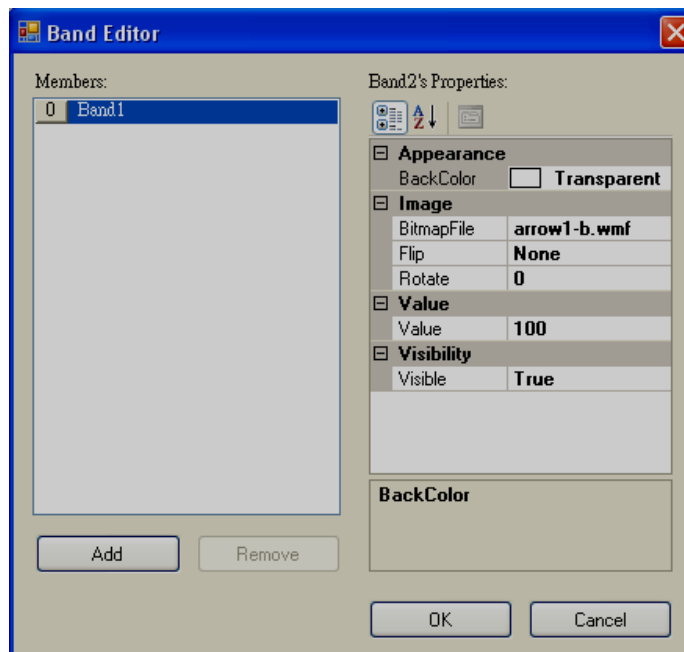 Band Editor
Members:
0 Band1
Add
Remove
Band2's Properties:
Appearance
BackColor Transparent
Image
BitmapFile arrow1-b.wmf
Flip None
Rotate 0
Value
Value 100
Visibility
Visible True
BackColor
OK
Cancel